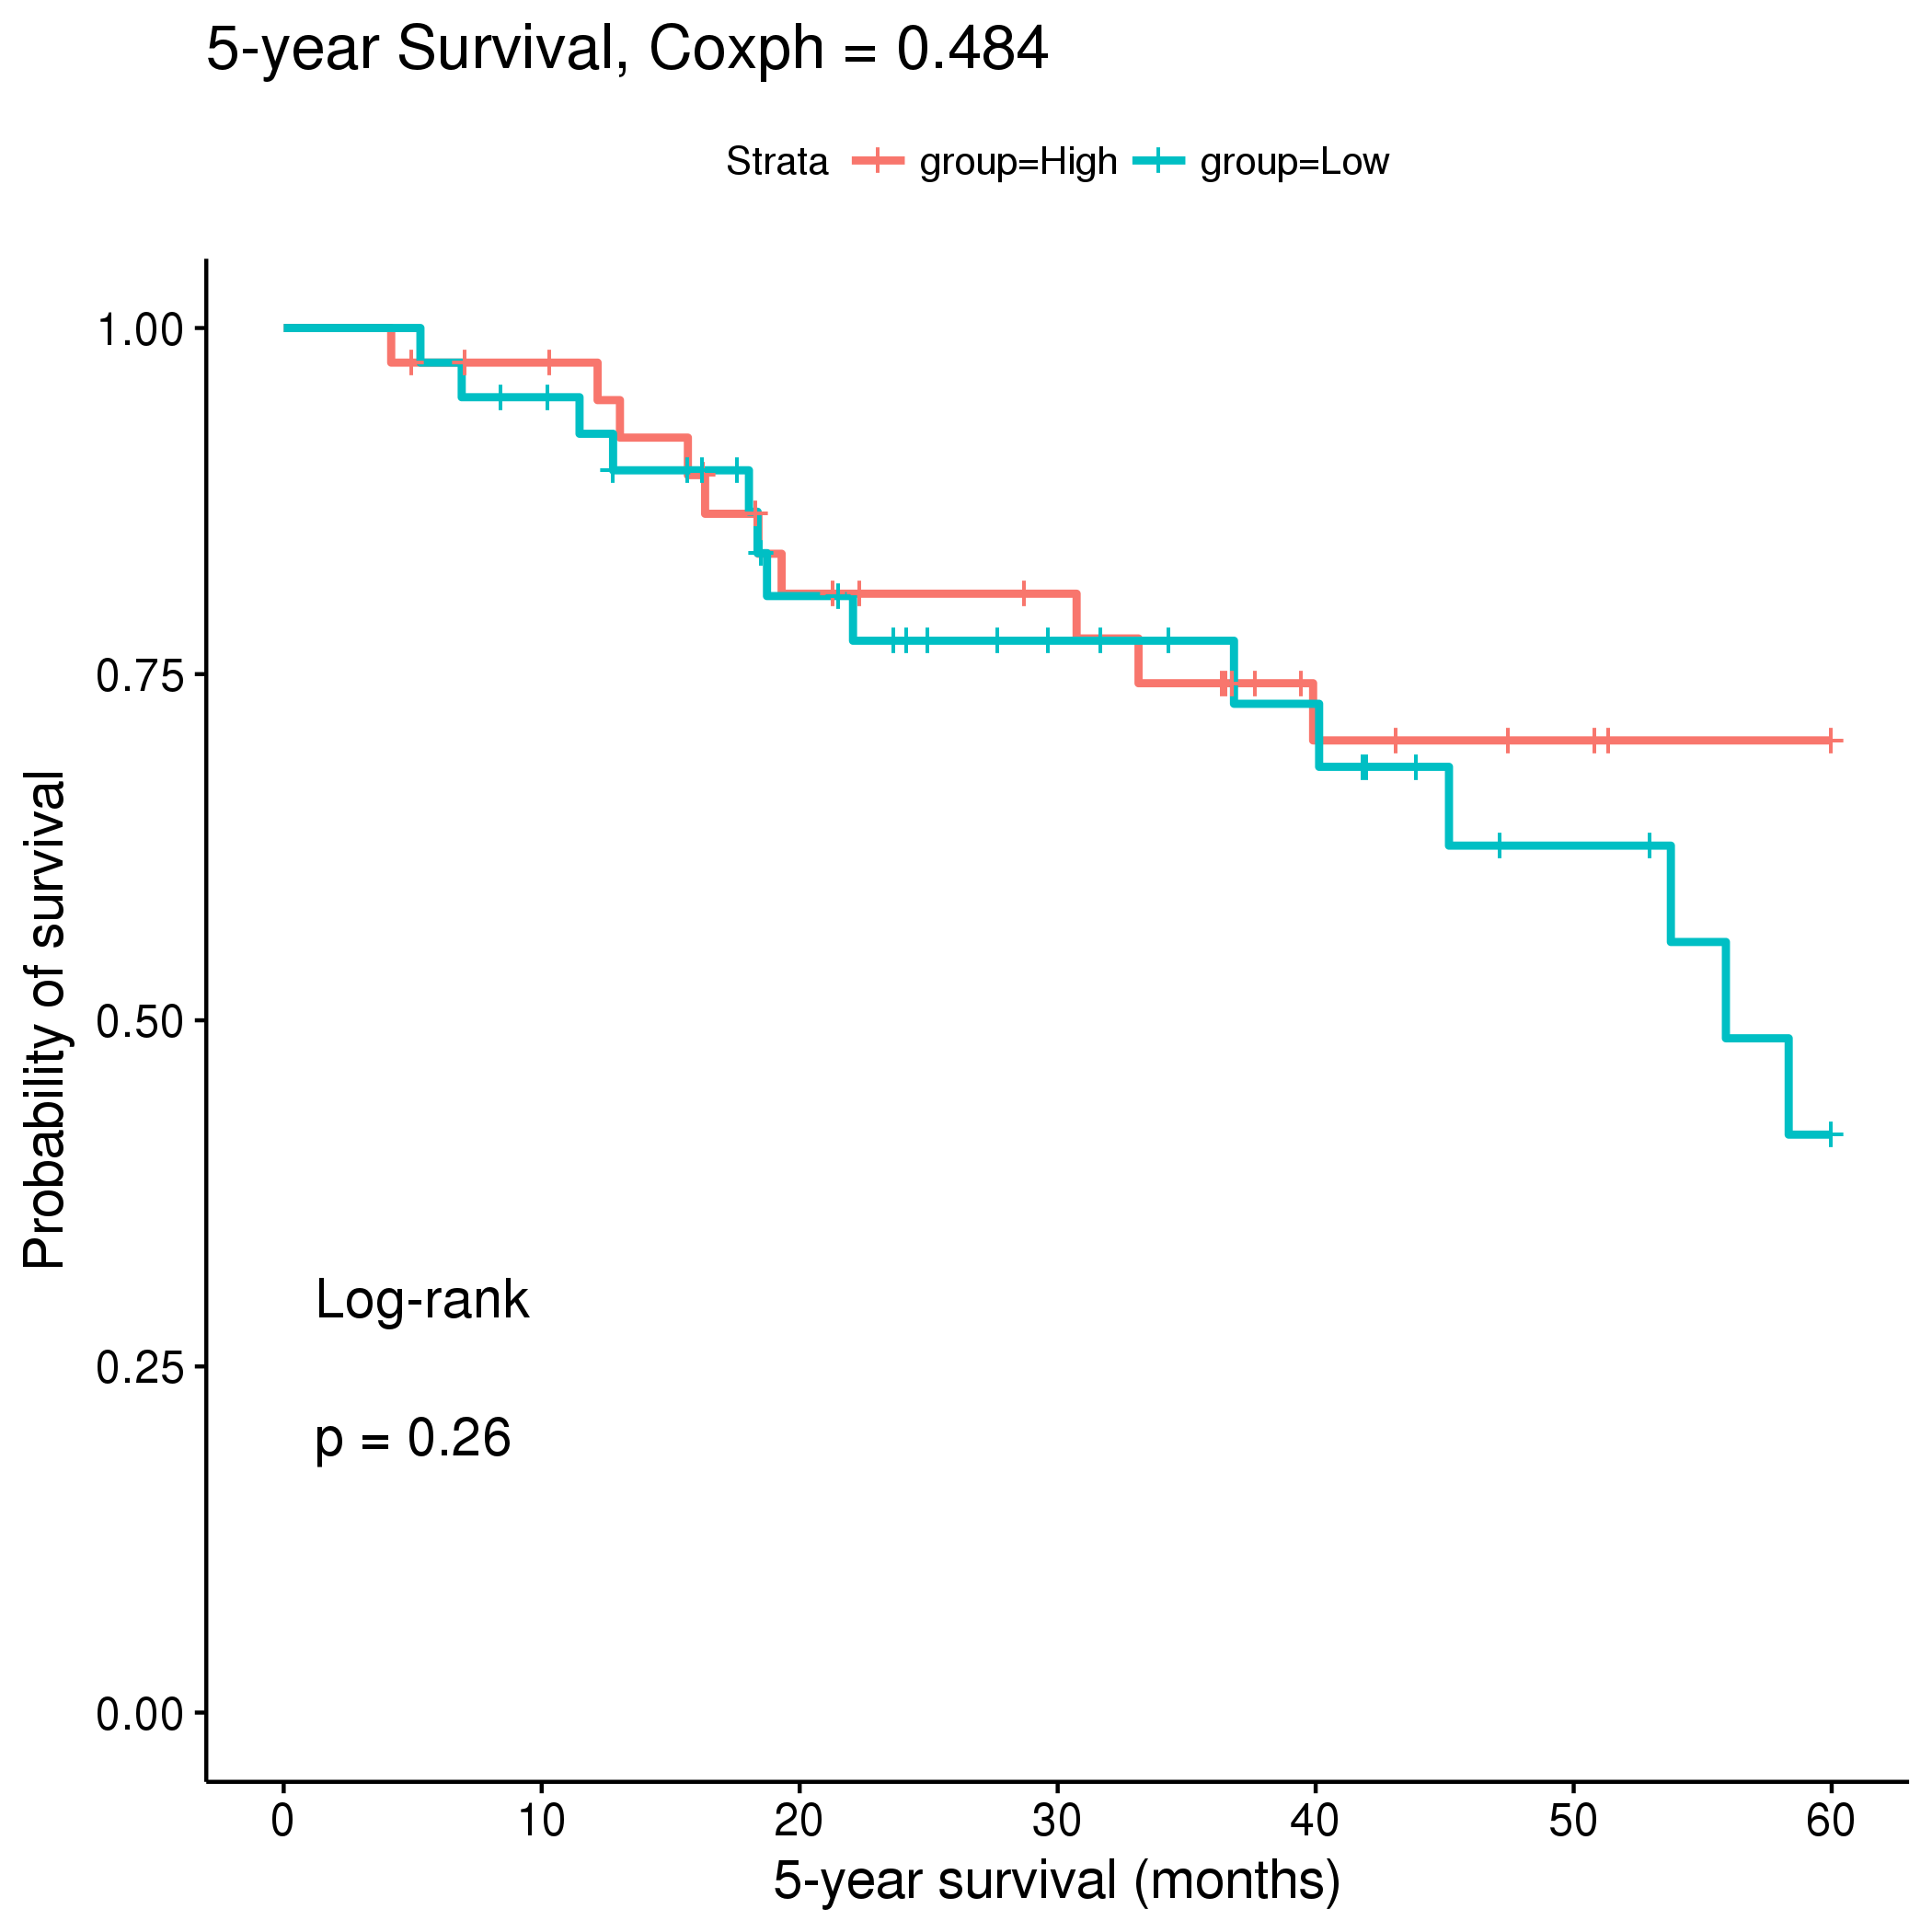 5-year Survival, Coxph = 0.484
Strata group=High group=Low
Probability of survival
1.00
0.75
0.50
0.25
0.00
Log-rank
p = 0.26
0 10 20 30 40 50 60
5-year survival (months)